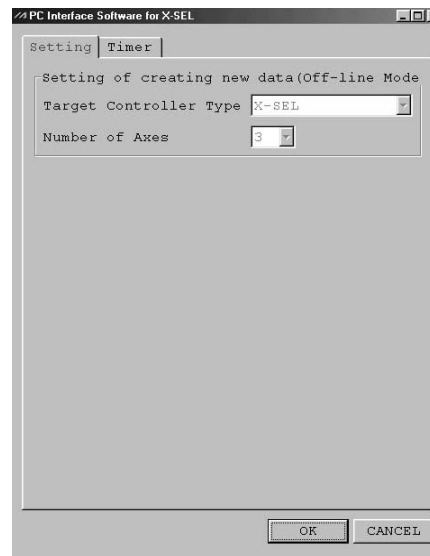 PC Interface Software for X-SEL
Setting Timer
Setting of creating new data(Off-line Mode
Target Controller Type X-SEL
Number of Axes 3
OK CANCEL